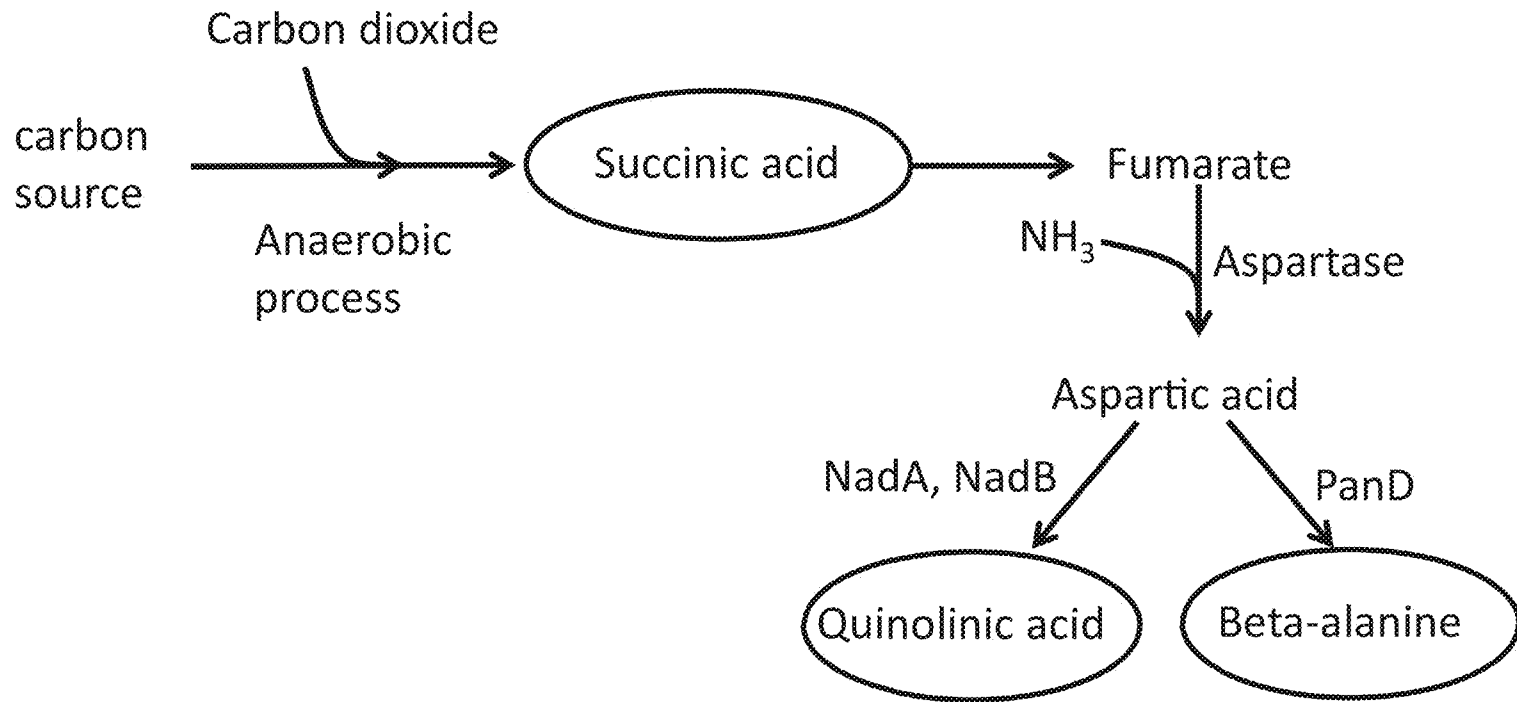 Carbon dioxide
carbon
source
Succinic acid
Fumarate
Anaerobic
process
NH3
Aspartase
Aspartic acid
NadA, NadB
PanD
Quinolinic acid
Beta-alanine